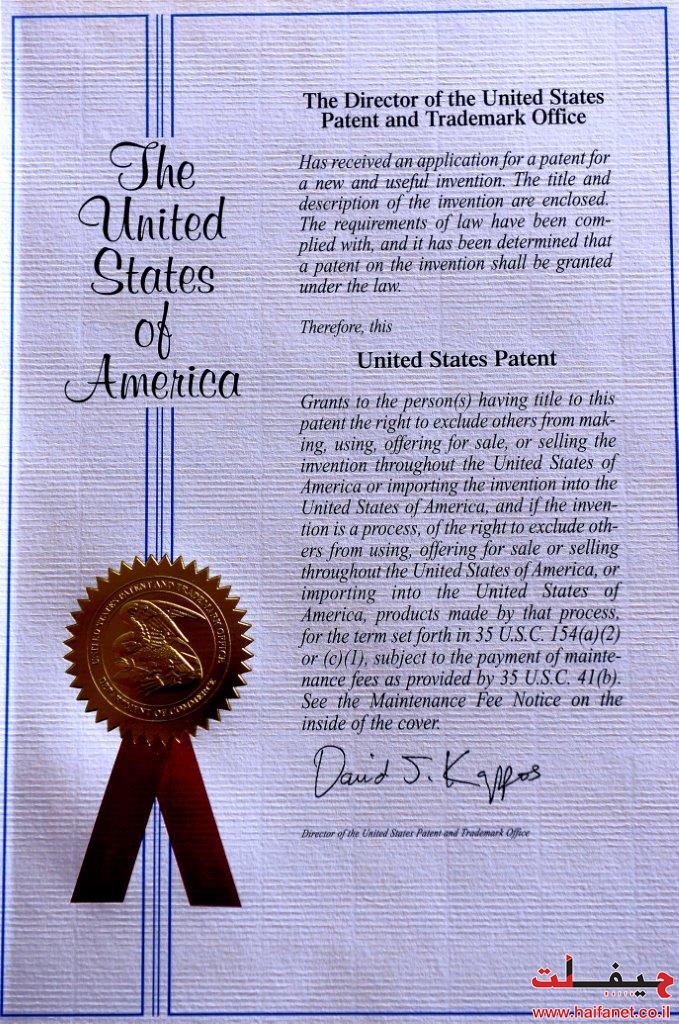 The
United
States
of
America
The Director of the United States
Patent and Trademark Office
Has received an application for a patent for
a new and useful invention. The title and
description of the invention are enclosed.
The requirements of law have been com-
plied with, and it has been determined that
a patent on the invention shall be granted
under the law.
Therefore, this
United States Patent
Grants to the person(s) having title to this
patent the right to exclude others from mak-
ing, using, offering for sale, or selling the
invention throughout the United States of
America or importing the invention into the
United States of America, and if the inven-
tion is a process, of the right to exclude oth-
ers from using, offering for sale or selling
throughout the United States of America, or
importing into the United States of
America, products made by that process,
for the term set forth in 35 U.S.C. 154(a)(2)
or (c)(1), subject to the payment of mainte-
nance fees as provided by 35 U.S.C. 41(b).
See the Maintenance Fee Notice on the
inside of the cover.
David J. Kappos
Director of the United States Patent and Trademark Office
UNITED STATES PATENT AND TRADEMARK OFFICE
DEPARTMENT OF COMMERCE
حيفا نت
www.haifanet.co.il